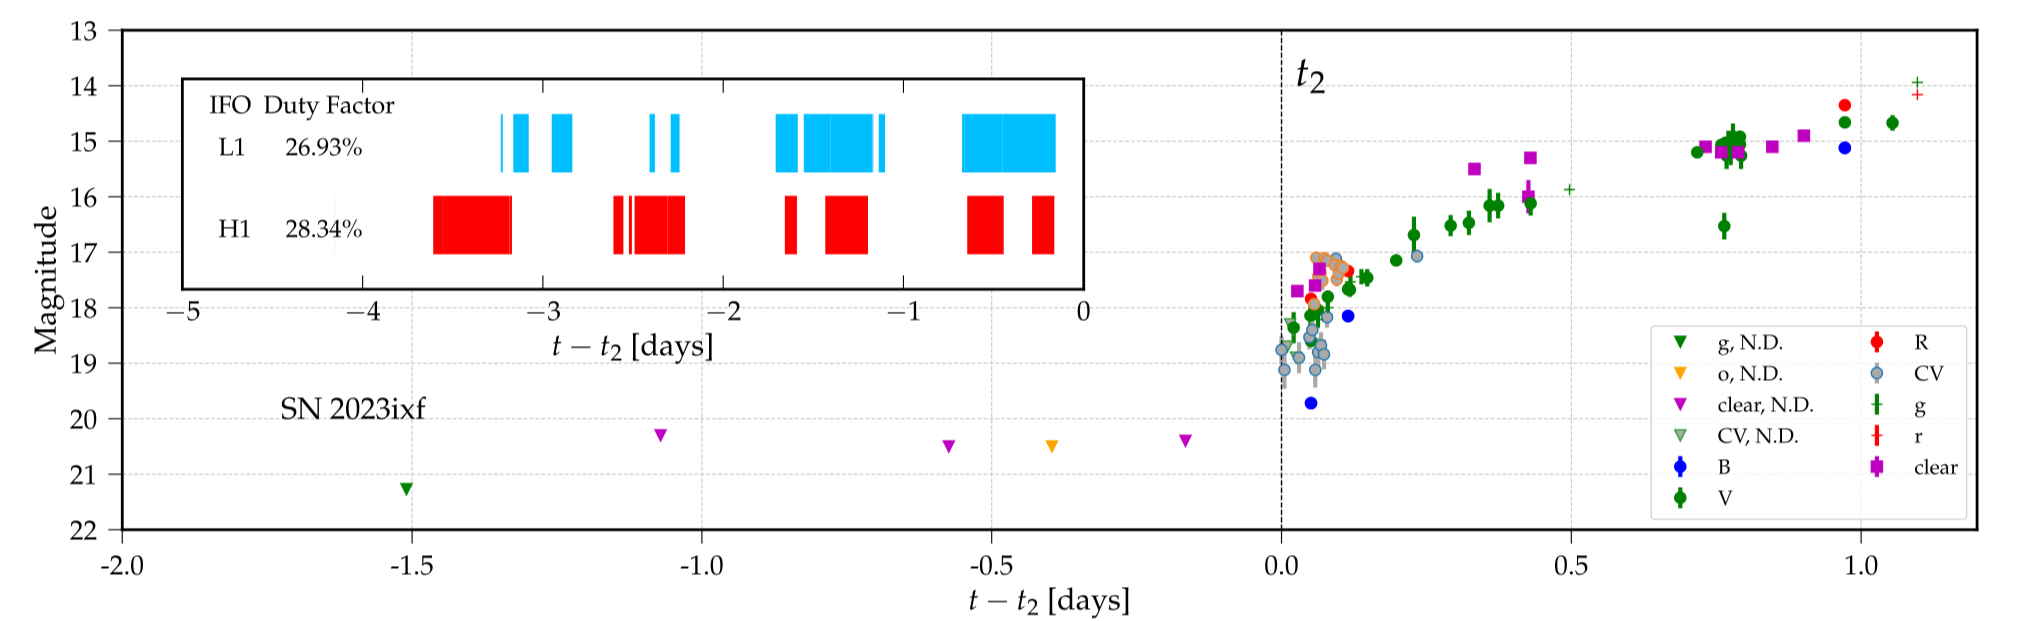 13
14
15
16
17
18
19
20
21
22
Magnitude
IFO Duty Factor
L1 26.93%
H1 28.34%
−5 −4 −3 −2 −1 0
t − t₂ [days]
t₂
SN 2023ixf
g, N.D.
o, N.D.
clear, N.D.
CV, N.D.
B
V
R
CV
g
r
clear
-2.0 -1.5 -1.0 -0.5 0.0 0.5 1.0
t − t₂ [days]